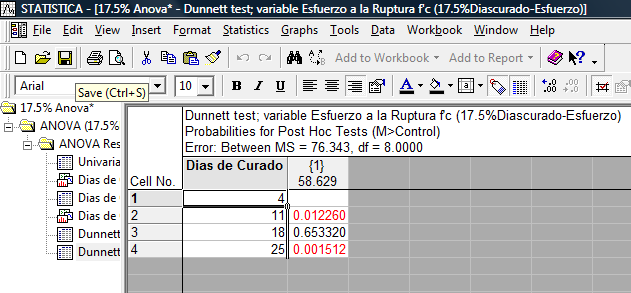 STATISTICA - [17.5% Anova* - Dunnett test; variable Esfuerzo a la Ruptura f'c (17.5%Diascurado-Esfuerzo)]
File Edit View Insert Format Statistics Graphs Tools Data Workbook Window Help
Add to Workbook Add to Report
Arial 10 B I U
Save (Ctrl+S)
17.5% Anova*
ANOVA (17.5%
ANOVA Res
Univaria
Dias de
Dias de
Dias de
Dunnett
Dunnett
Dunnett test; variable Esfuerzo a la Ruptura f'c (17.5%Diascurado-Esfuerzo)
Probabilities for Post Hoc Tests (M>Control)
Error: Between MS = 76.343, df = 8.0000
Cell No. Dias de Curado {1}
58.629
1 4
2 11 0.012260
3 18 0.653320
4 25 0.001512